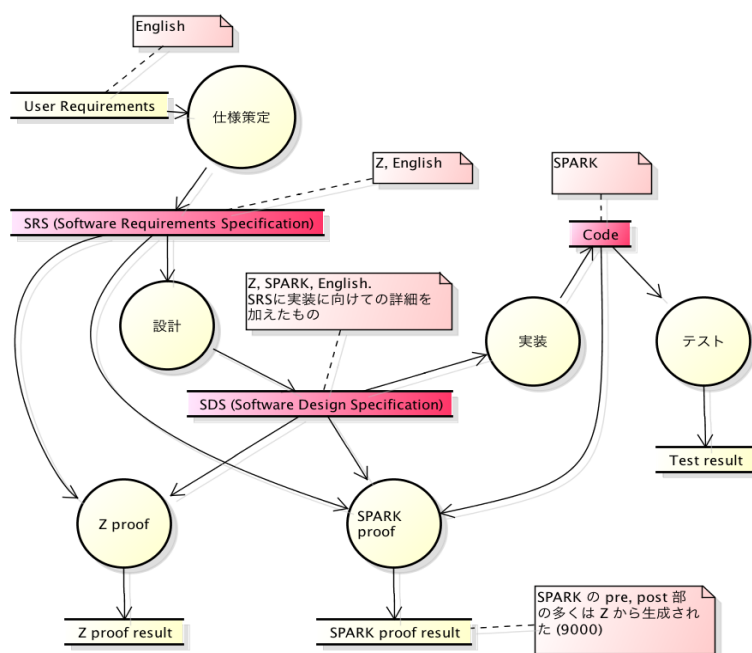 English
User Requirements
仕様策定
Z, English
SPARK
SRS (Software Requirements Specification)
Code
Z, SPARK, English.
SRSに実装に向けての詳細を
加えたもの
設計
実装
テスト
SDS (Software Design Specification)
Test result
Z proof
SPARK
proof
SPARK の pre, post 部
の多くは Z から生成され
た (9000)
Z proof result
SPARK proof result